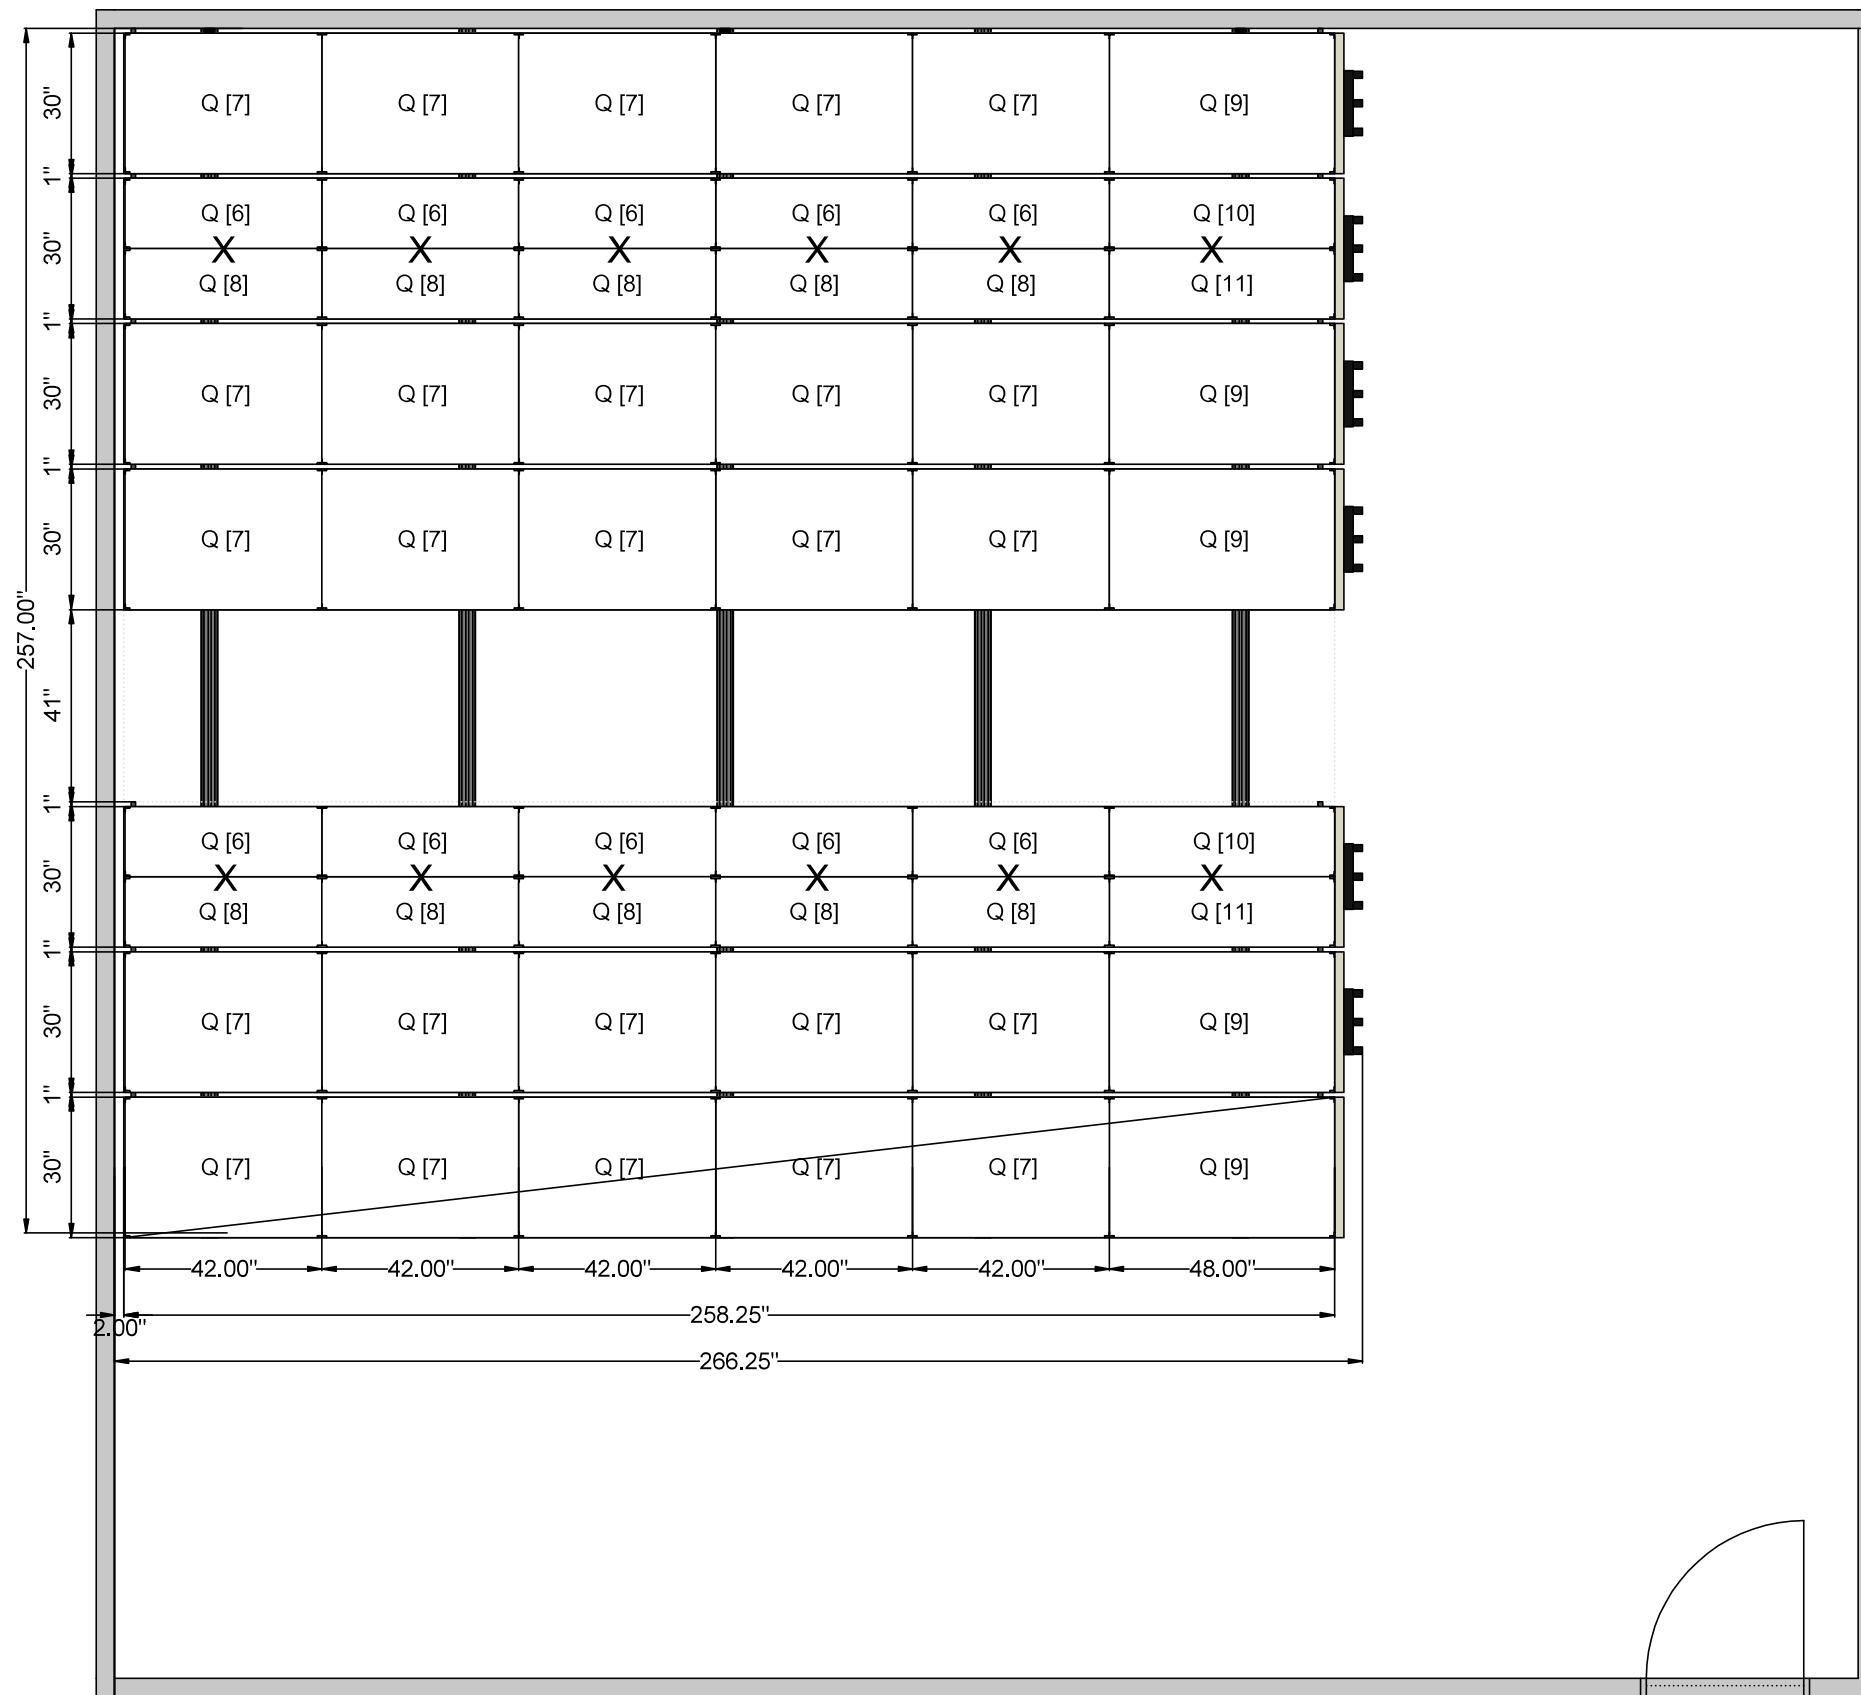 30"
Q [7] Q [7] Q [7] Q [7] Q [7] Q [9]
1"
Q [6] Q [6] Q [6] Q [6] Q [6] Q [10]
30"
X X X X X X
Q [8] Q [8] Q [8] Q [8] Q [8] Q [11]
1"
30"
Q [7] Q [7] Q [7] Q [7] Q [7] Q [9]
1"
30"
Q [7] Q [7] Q [7] Q [7] Q [7] Q [9]
257.00"
41"
1"
Q [6] Q [6] Q [6] Q [6] Q [6] Q [10]
30"
X X X X X X
Q [8] Q [8] Q [8] Q [8] Q [8] Q [11]
1"
30"
Q [7] Q [7] Q [7] Q [7] Q [7] Q [9]
1"
30"
Q [7] Q [7] Q [7] Q [7] Q [7] Q [9]
42.00" 42.00" 42.00" 42.00" 42.00" 48.00"
258.25"
2.00"
266.25"